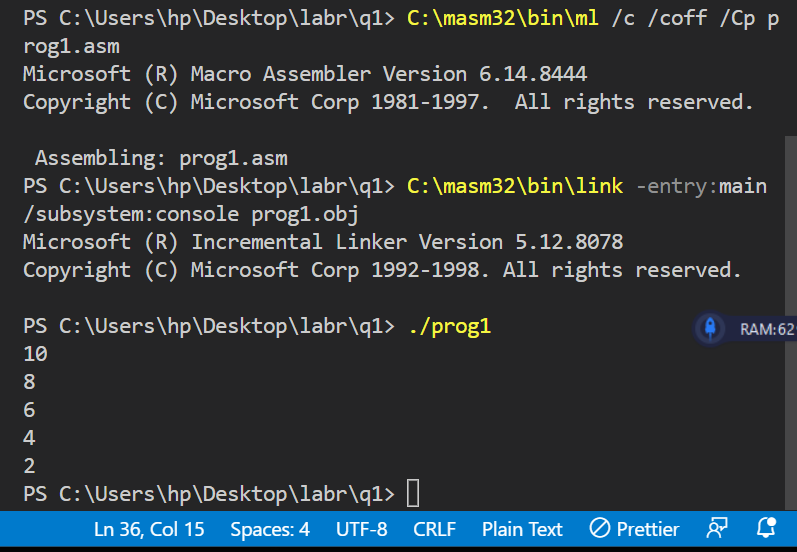 PS C:\Users\hp\Desktop\labr\q1> C:\masm32\bin\ml /c /coff /Cp p
rog1.asm
Microsoft (R) Macro Assembler Version 6.14.8444
Copyright (C) Microsoft Corp 1981-1997.  All rights reserved.

 Assembling: prog1.asm
PS C:\Users\hp\Desktop\labr\q1> C:\masm32\bin\link -entry:main
/subsystem:console prog1.obj
Microsoft (R) Incremental Linker Version 5.12.8078
Copyright (C) Microsoft Corp 1992-1998. All rights reserved.

PS C:\Users\hp\Desktop\labr\q1> ./prog1
RAM:62
10
8
6
4
2
PS C:\Users\hp\Desktop\labr\q1>
Ln 36, Col 15 Spaces: 4 UTF-8 CRLF Plain Text Prettier